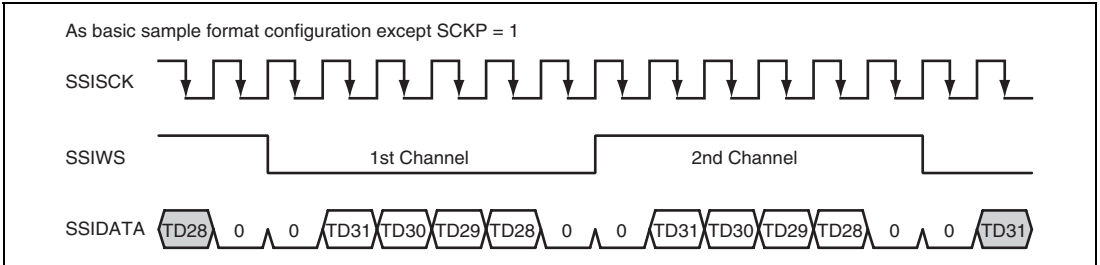 As basic sample format configuration except SCKP = 1
SSISCK
SSIWS 1st Channel 2nd Channel
SSIDATA TD28 0 0 TD31 TD30 TD29 TD28 0 0 TD31 TD30 TD29 TD28 0 0 TD31